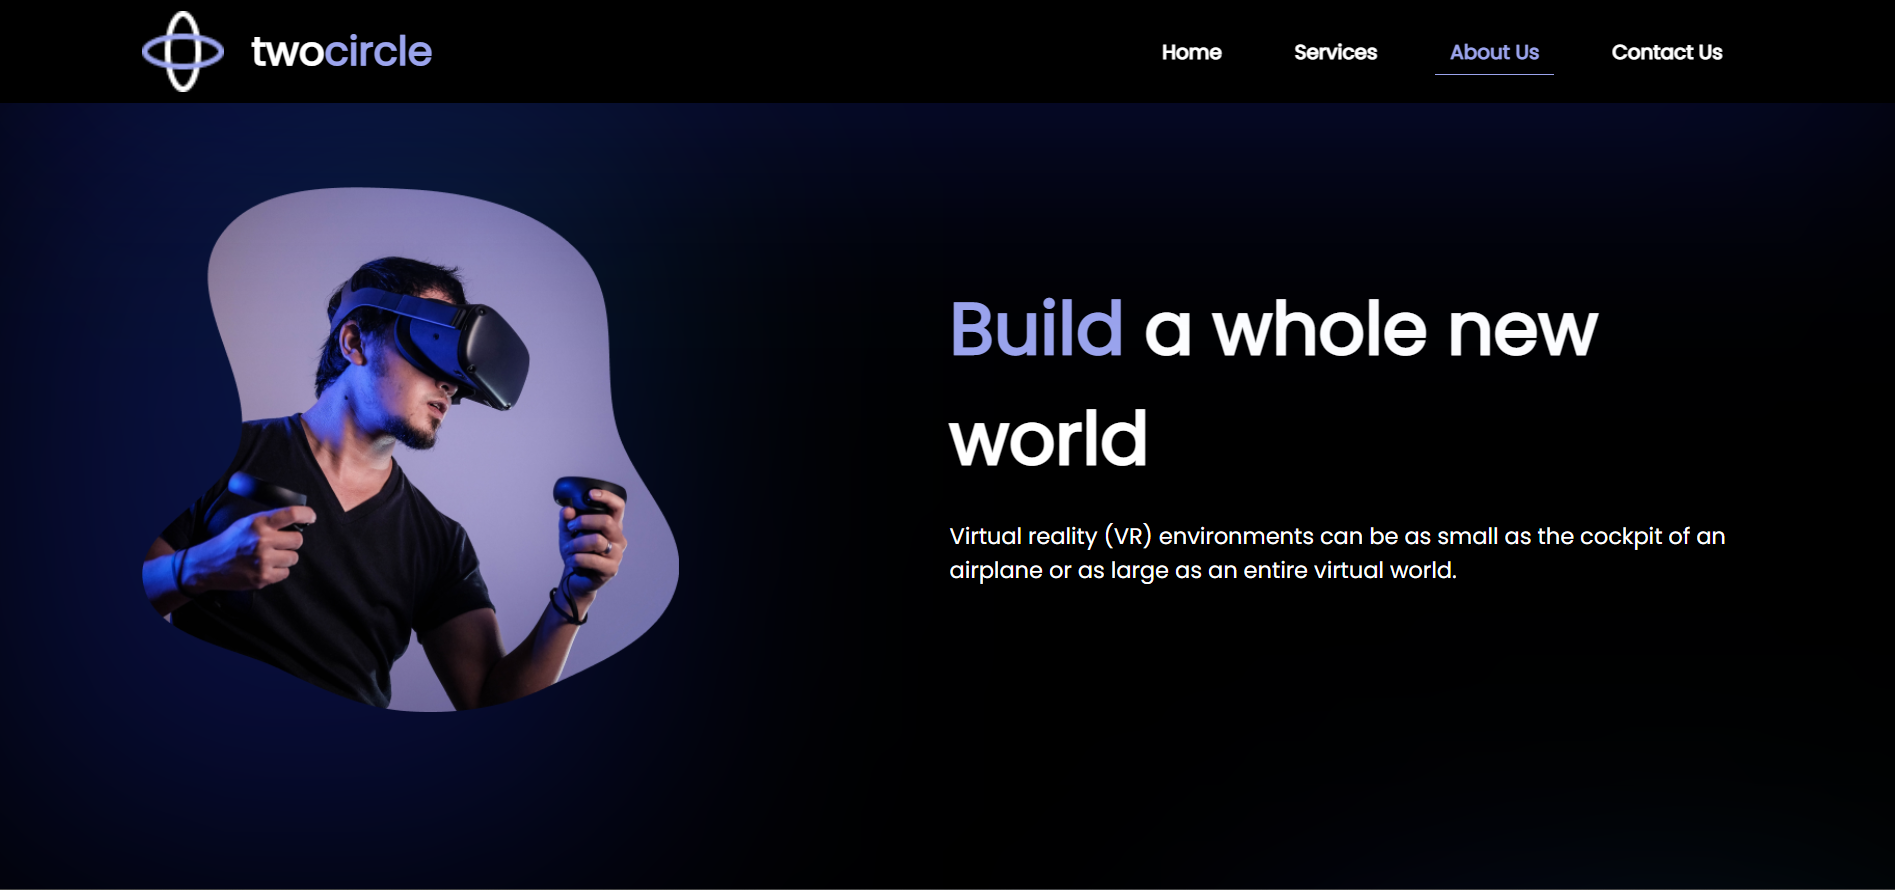 twocircle
Home Services About Us Contact Us
Build a whole new
world
Virtual reality (VR) environments can be as small as the cockpit of an
airplane or as large as an entire virtual world.